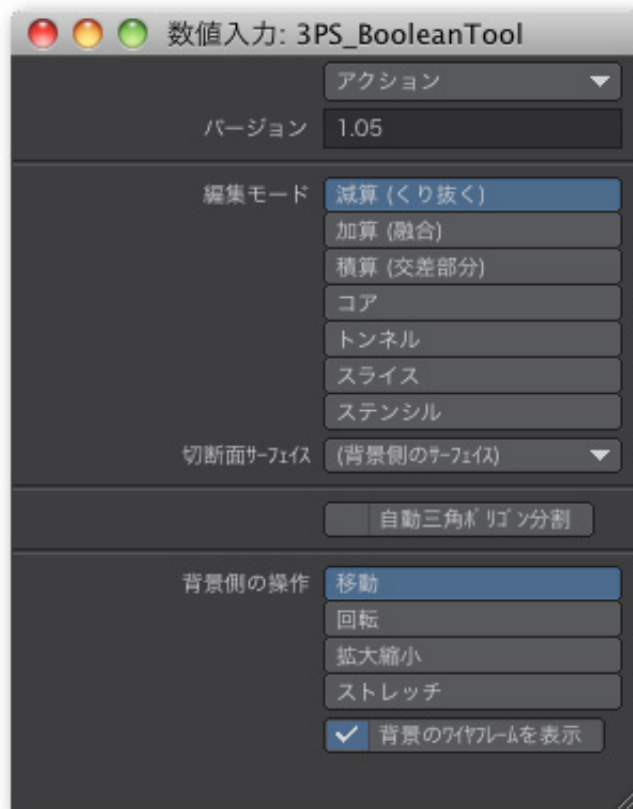 数値入力: 3PS_BooleanTool
アクション
バージョン 1.05
編集モード 減算 (くり抜く)
加算 (融合)
積算 (交差部分)
コア
トンネル
スライス
ステンシル
切断面ｻｰﾌｪｲｽ (背景側のｻｰﾌｪｲｽ)
自動三角ﾎﾟﾘｺﾞﾝ分割
背景側の操作 移動
回転
拡大縮小
ストレッチ
背景のﾜｲﾔﾌﾚｰﾑを表示